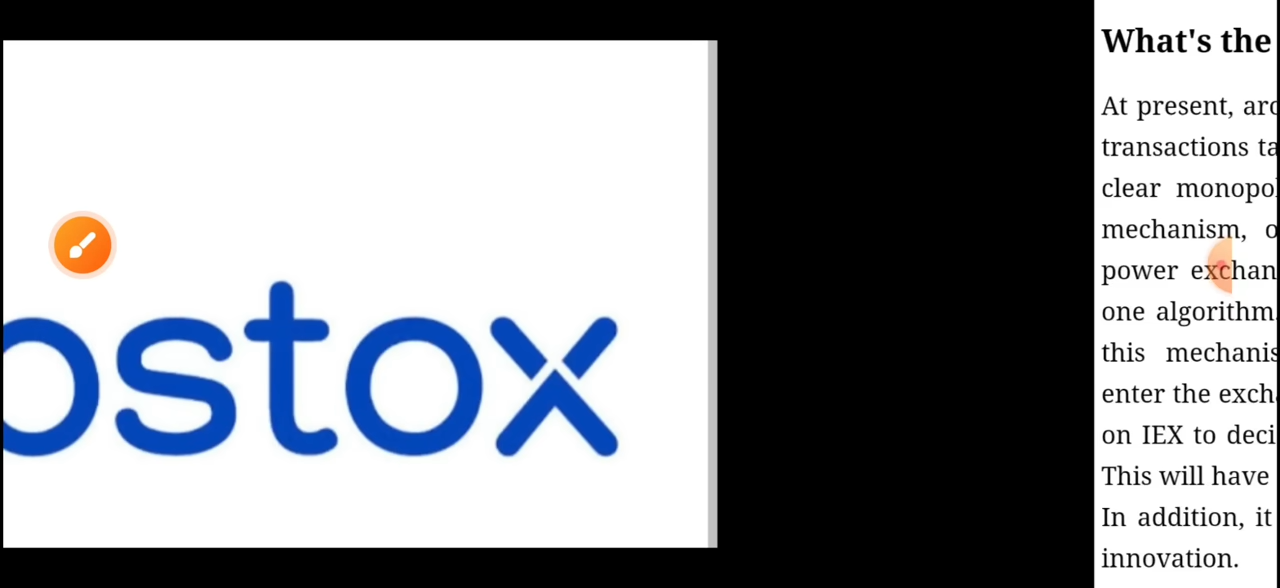 ostox
What's the
At present, arc
transactions ta
clear monopol
mechanism, o
power exchan
one algorithm.
this mechanis
enter the excha
on IEX to deci
This will have
In addition, it
innovation.